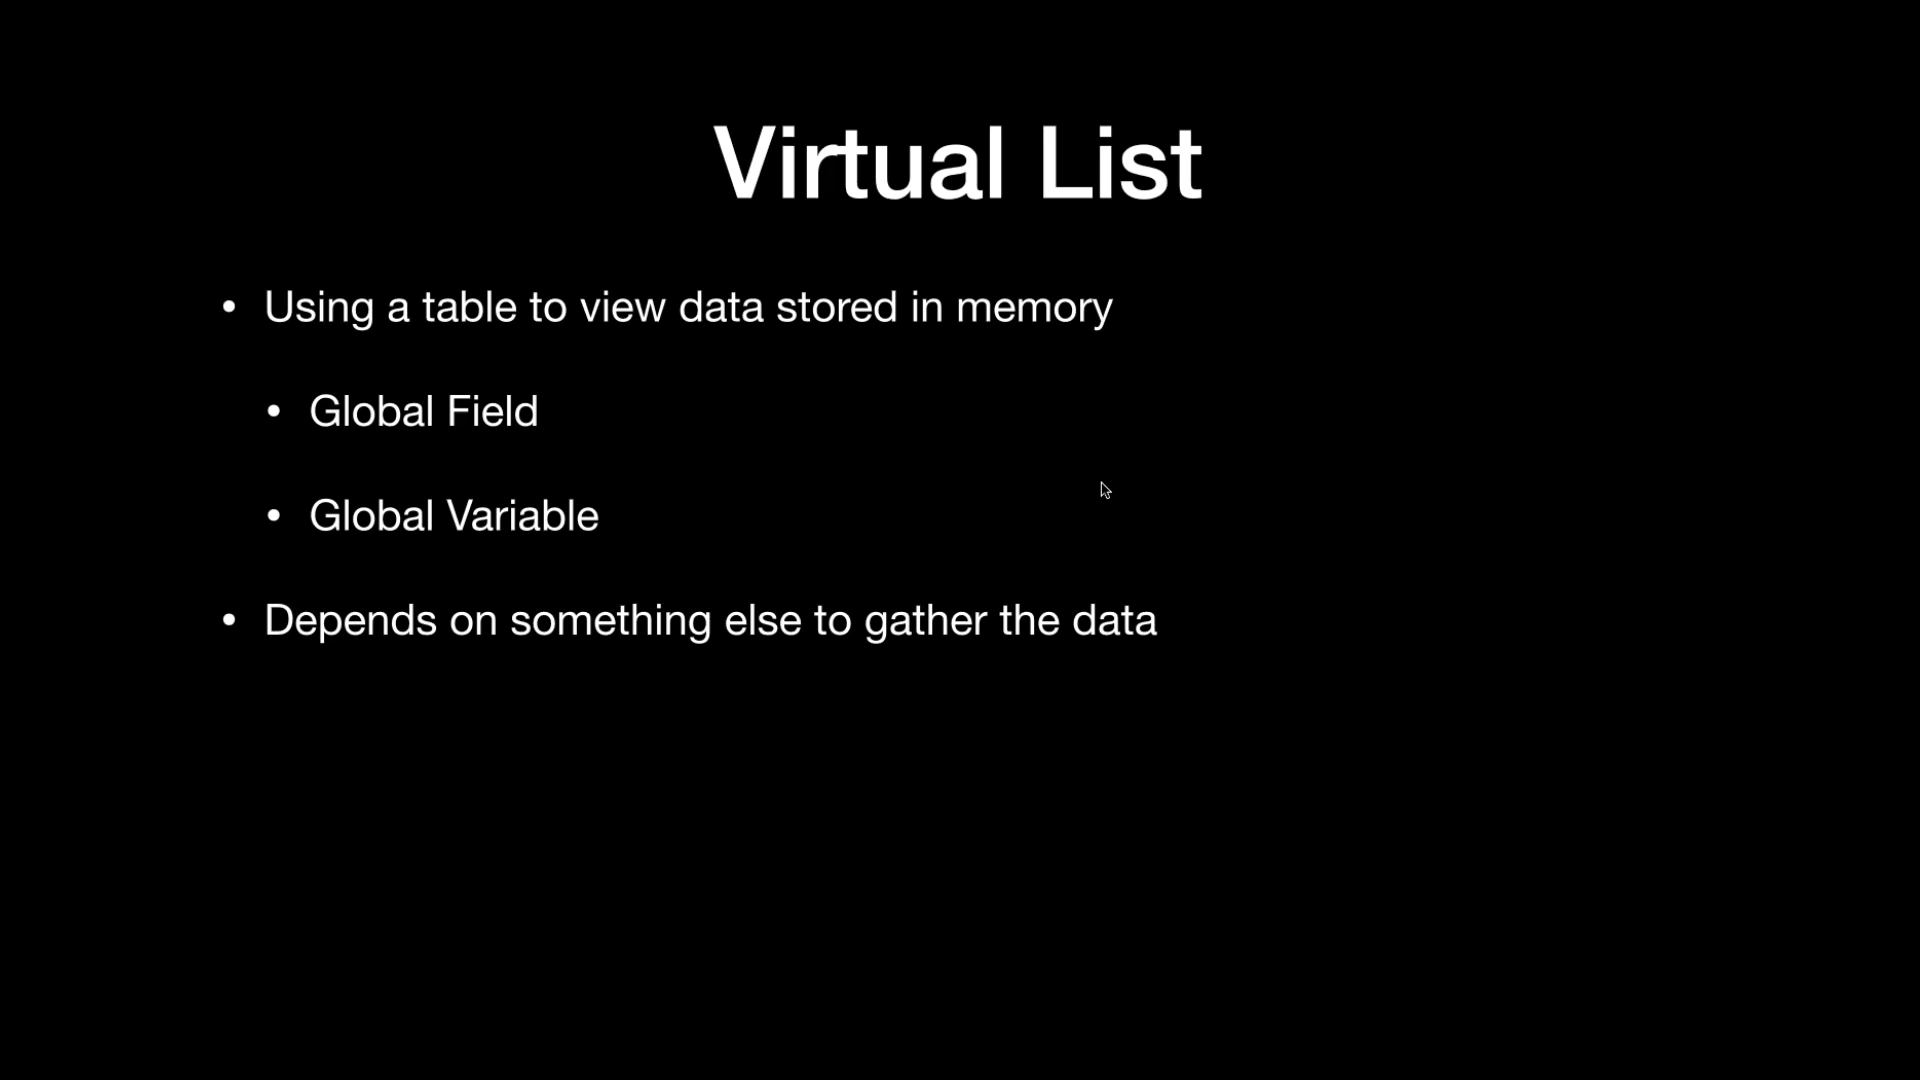 Virtual List
• Using a table to view data stored in memory
• Global Field
• Global Variable
• Depends on something else to gather the data